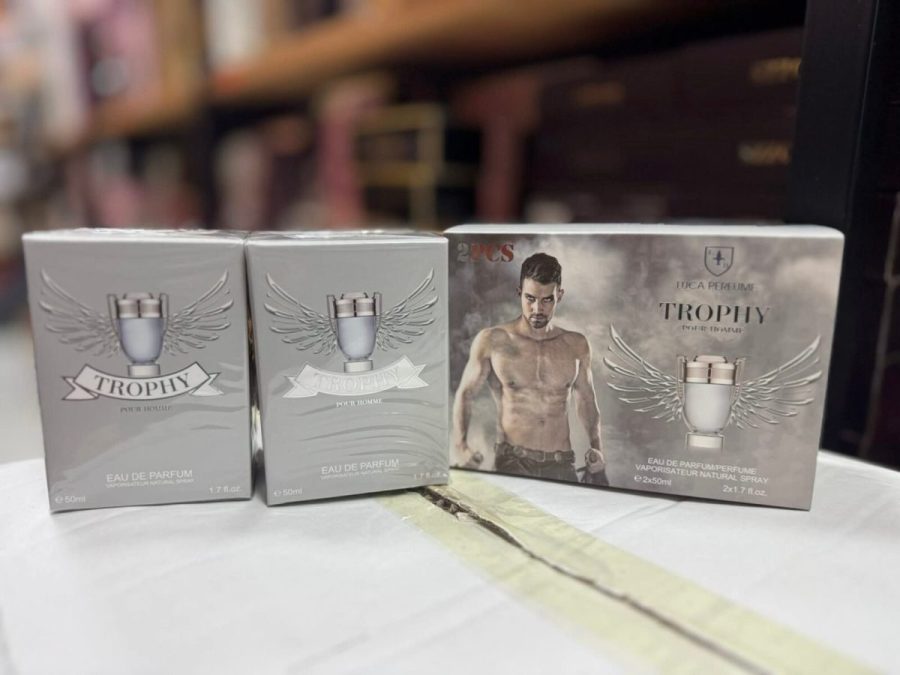 TROPHY
POUR HOMME
EAU DE PARFUM
VAPORISATEUR NATURAL SPRAY
℮ 50ml
1.7 fl.oz.
TROPHY
POUR HOMME
EAU DE PARFUM
VAPORISATEUR NATURAL SPRAY
℮ 50ml
1.7 fl.oz.
2PCS
LUCA PERFUME
TROPHY
POUR HOMME
EAU DE PARFUM/PERFUME
VAPORISATEUR NATURAL SPRAY
℮ 2x50ml
2x1.7 fl.oz.